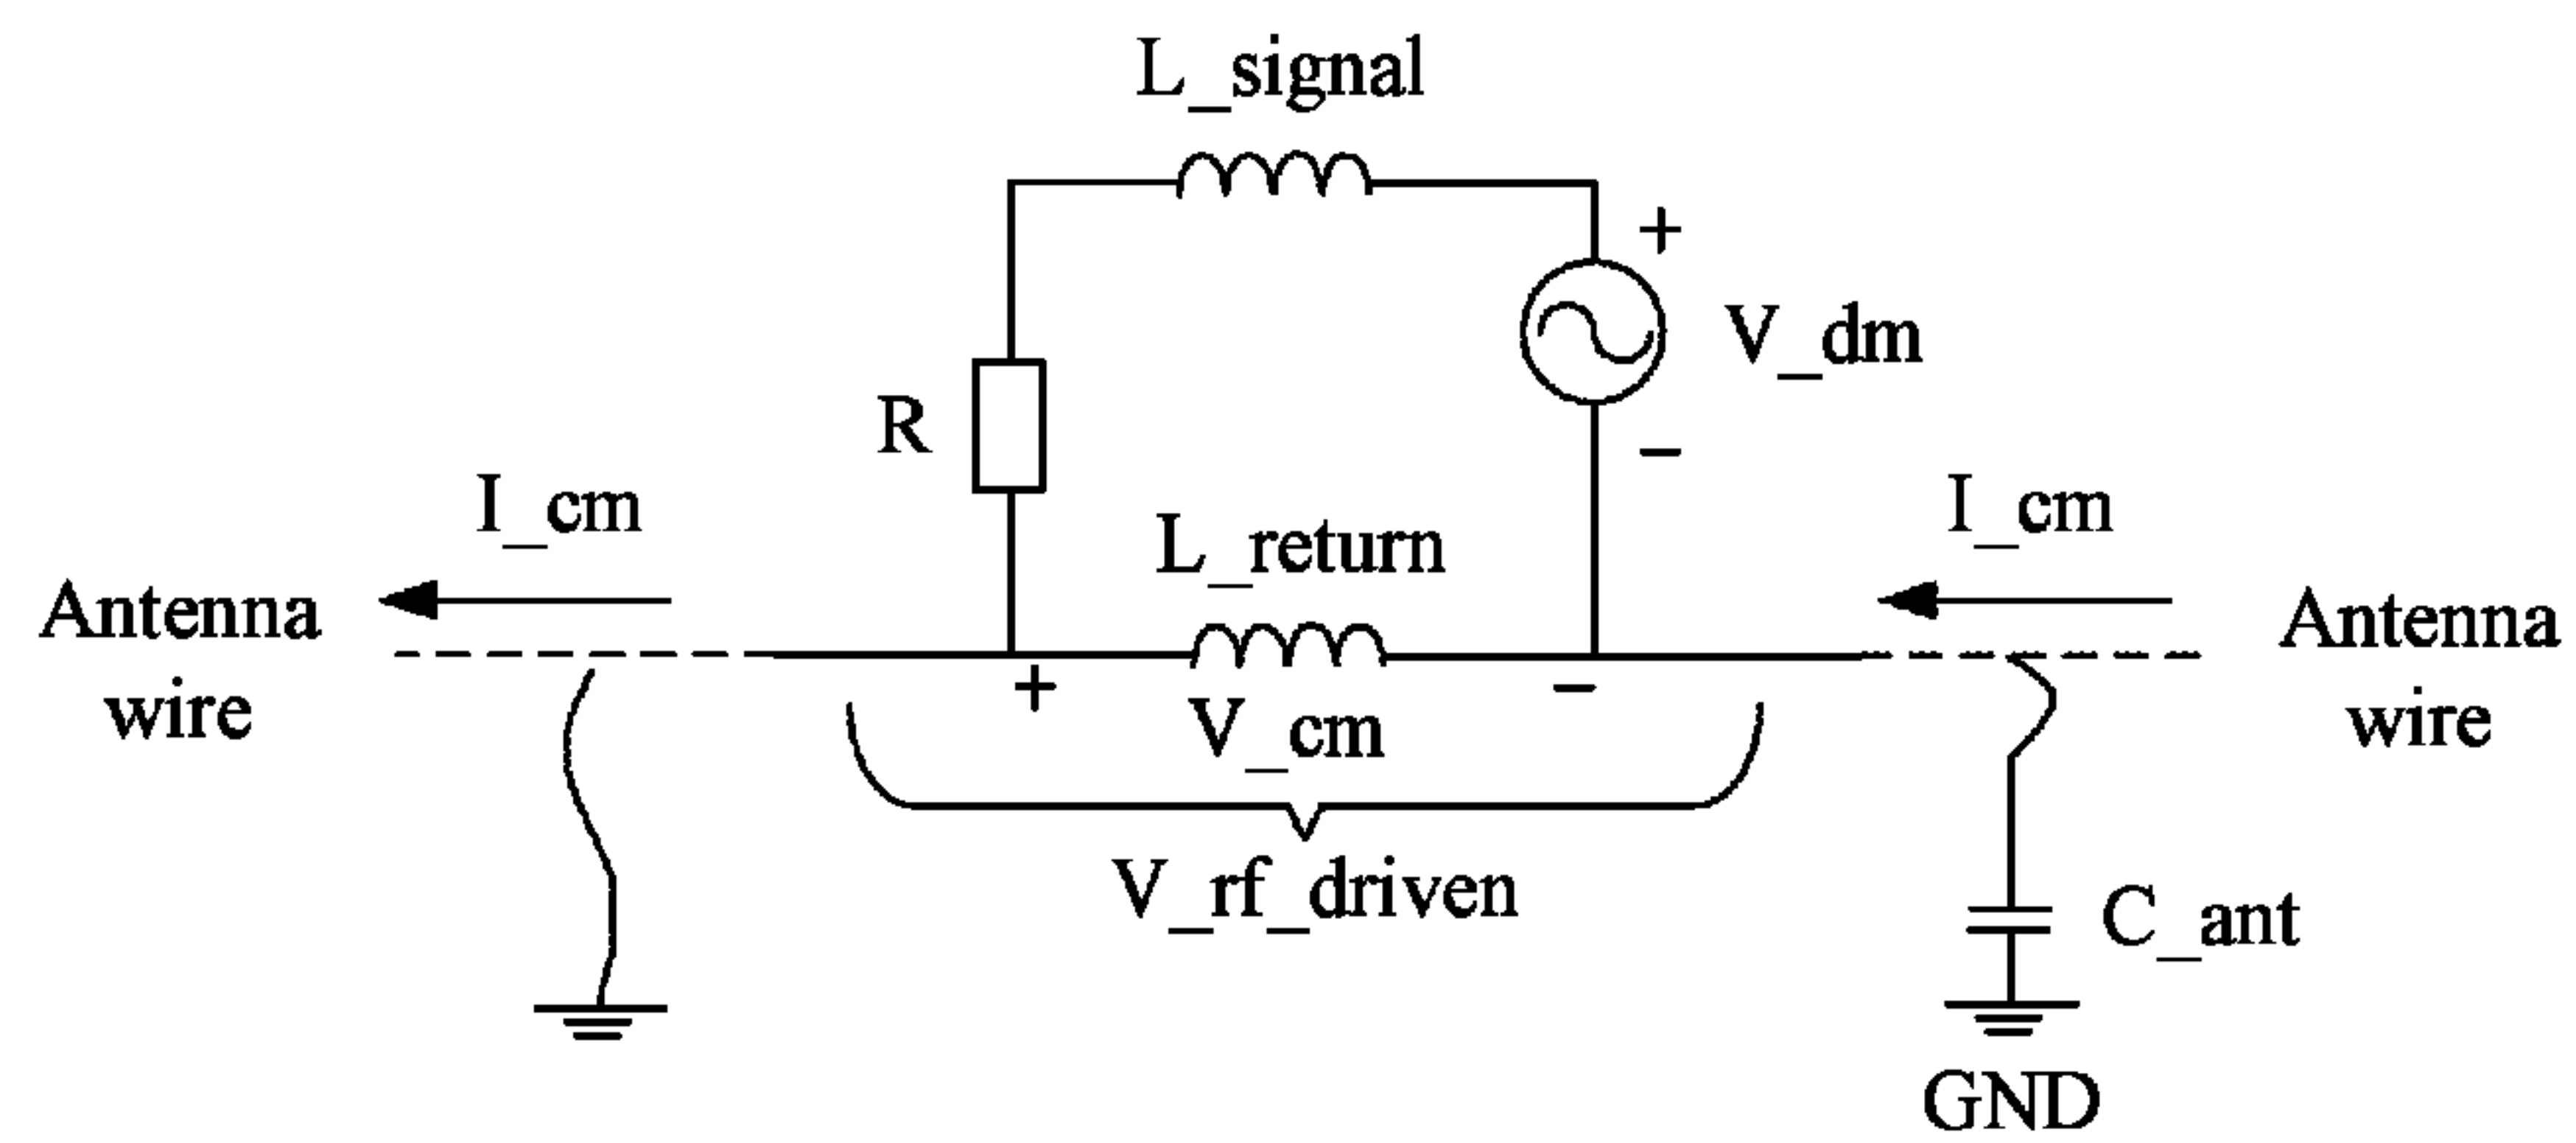 L_signal
+
V_dm
R
−
I_cm
I_cm
L_return
Antenna
wire
Antenna
wire
+
−
V_cm
V_rf_driven
C_ant
GND